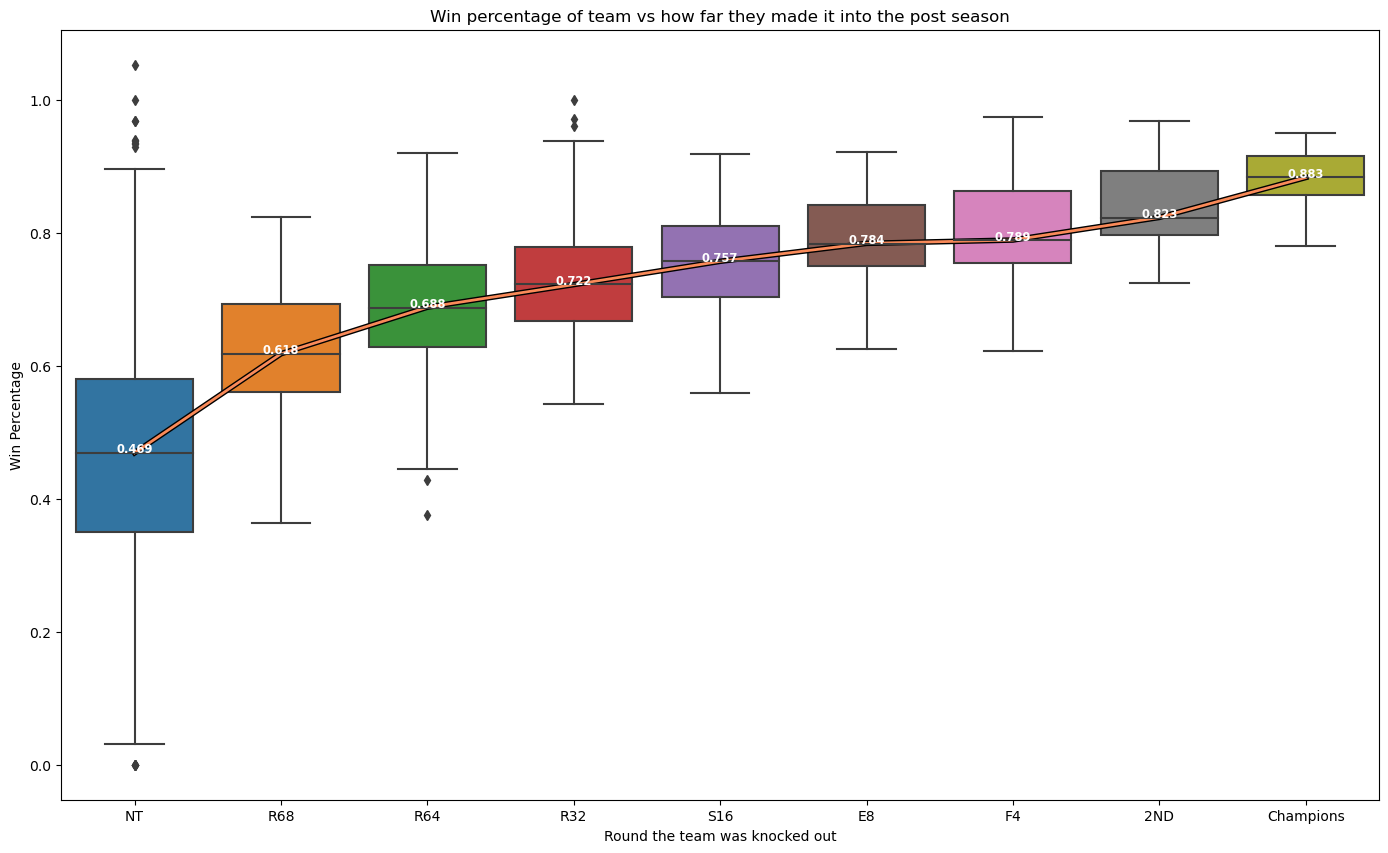 Win percentage of team vs how far they made it into the post season
Win Percentage
1.0
0.8
0.6
0.4
0.2
0.0
0.469
0.618
0.688
0.722
0.757
0.784
0.789
0.823
0.883
NT
R68
R64
R32
S16
E8
F4
2ND
Champions
Round the team was knocked out